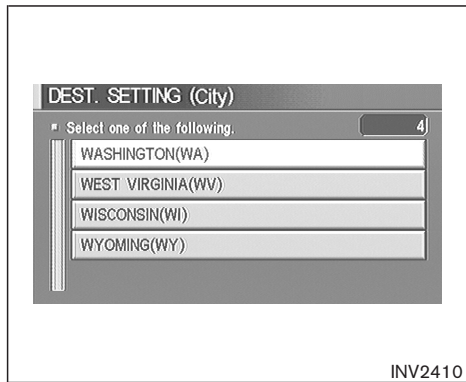 DEST. SETTING (City)
Select one of the following.
4
WASHINGTON(WA)
WEST VIRGINIA(WV)
WISCONSIN(WI)
WYOMING(WY)
INV2410